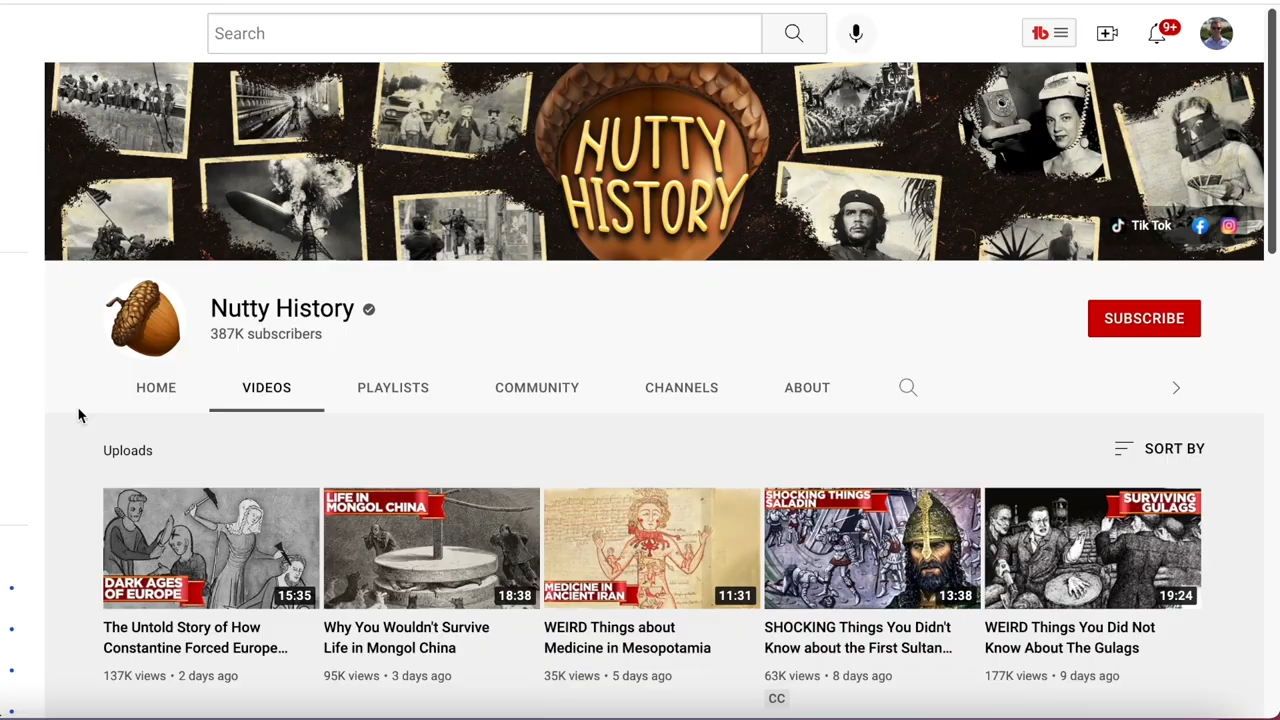 Search
9+
NUTTY
HISTORY
Tik Tok
Nutty History
387K subscribers
SUBSCRIBE
HOME
VIDEOS
PLAYLISTS
COMMUNITY
CHANNELS
ABOUT
Uploads
SORT BY
DARK AGES
OF EUROPE
15:35
LIFE IN
MONGOL CHINA
18:38
MEDICINE IN
ANCIENT IRAN
11:31
SHOCKING THINGS
SALADIN
13:38
SURVIVING
GULAGS
19:24
The Untold Story of How
Constantine Forced Europe...
137K views • 2 days ago
Why You Wouldn't Survive
Life in Mongol China
95K views • 3 days ago
WEIRD Things about
Medicine in Mesopotamia
35K views • 5 days ago
SHOCKING Things You Didn't
Know about the First Sultan...
63K views • 8 days ago
CC
WEIRD Things You Did Not
Know About The Gulags
177K views • 9 days ago